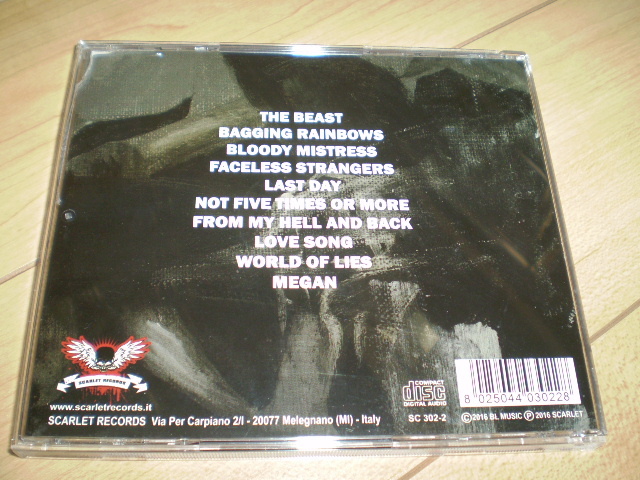 THE BEAST
BAGGING RAINBOWS
BLOODY MISTRESS
FACELESS STRANGERS
LAST DAY
NOT FIVE TIMES OR MORE
FROM MY HELL AND BACK
LOVE SONG
WORLD OF LIES
MEGAN
SCARLET RECORDS
www.scarletrecords.it
SCARLET RECORDS Via Per Carpiano 2/I - 20077 Melegnano (MI) - Italy
COMPACT
disc
DIGITAL AUDIO
SC 302-2
8 025044 030228
©2016 BL MUSIC ℗ 2016 SCARLET